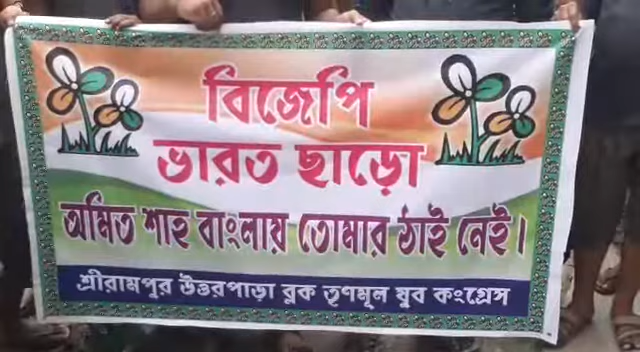 বিজেপি
ভারত ছাড়ো
অমিত শাহ বাংলায় তোমার ঠাই নেই।
শ্রীরামপুর উত্তরপাড়া ব্লক তৃণমূল যুব কংগ্রেস